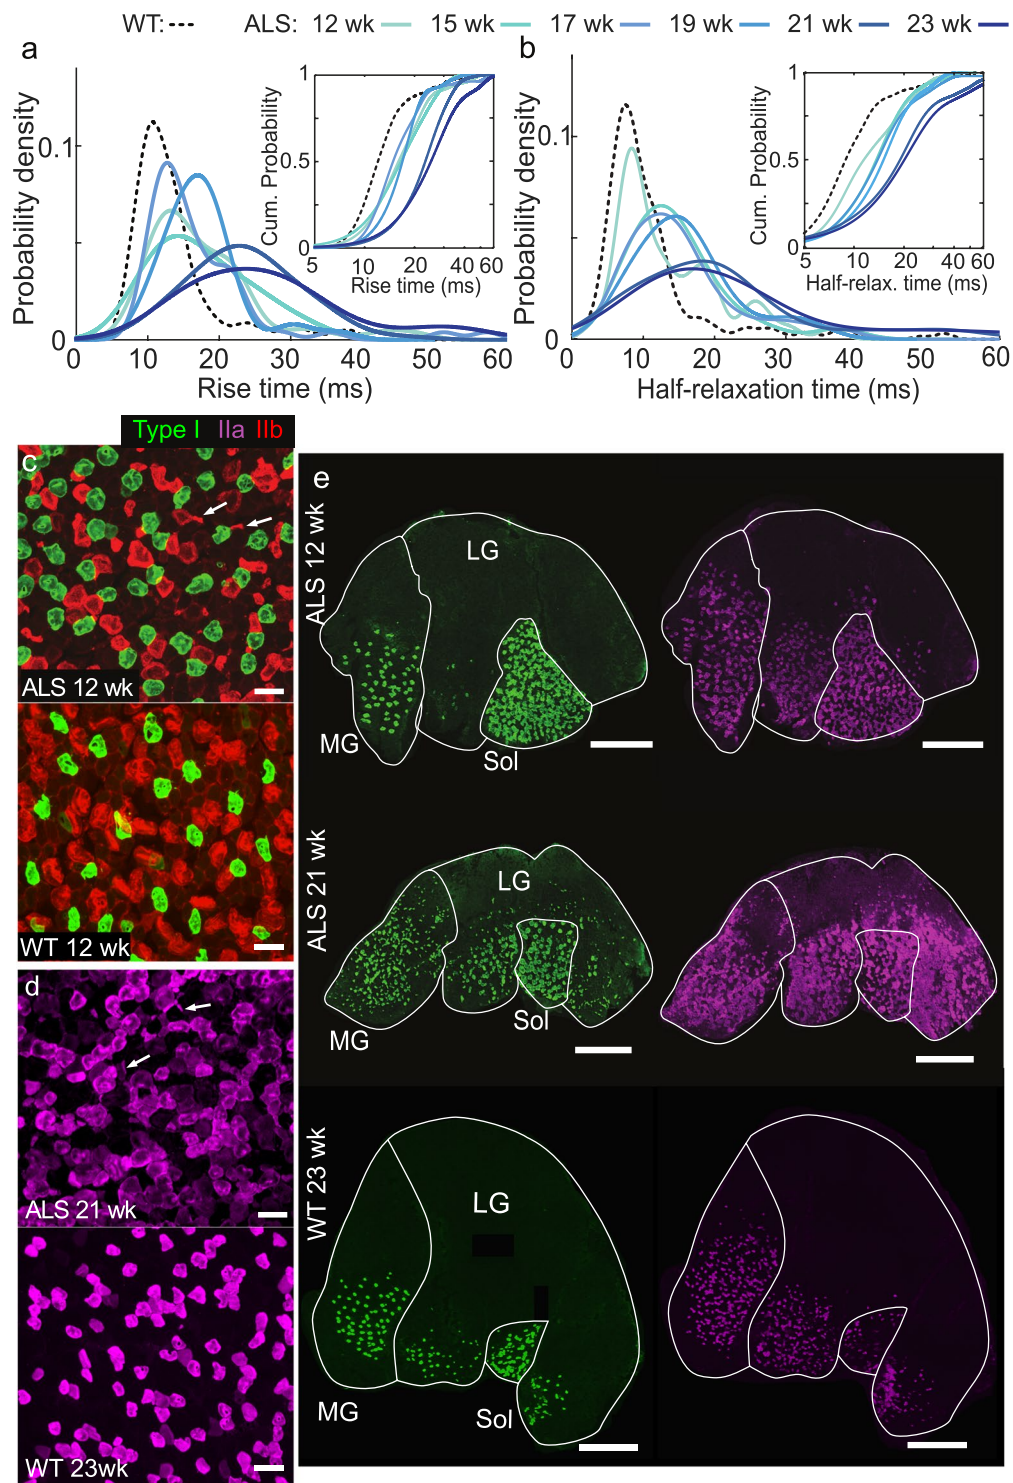 WT: ALS: 12 wk 15 wk 17 wk 19 wk 21 wk 23 wk
a
Probability density
0.1
0
0 10 20 30 40 50 60
Rise time (ms)
Cum. Probability
1
0.5
0
5 10 20 40 60
Rise time (ms)
b
Probability density
0.1
0
0 10 20 30 40 50 60
Half-relaxation time (ms)
Cum. Probability
1
0.5
0
5 10 20 40 60
Half-relax. time (ms)
Type I IIa IIb
c
ALS 12 wk
WT 12 wk
d
ALS 21 wk
WT 23wk
e
ALS 12 wk
LG
MG
Sol
ALS 21 wk
LG
MG
Sol
WT 23 wk
LG
MG
Sol